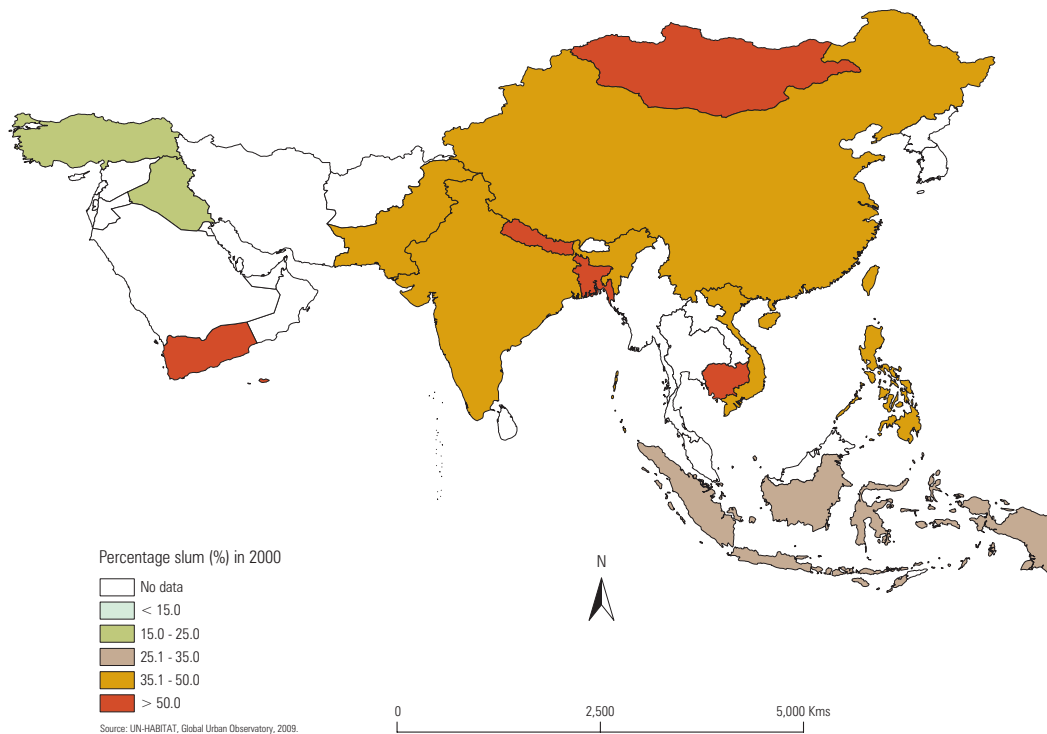 N
Percentage slum (%) in 2000
No data
< 15.0
15.0 - 25.0
25.1 - 35.0
35.1 - 50.0
> 50.0
0 2,500 5,000 Kms
Source: UN-HABITAT, Global Urban Observatory, 2009.